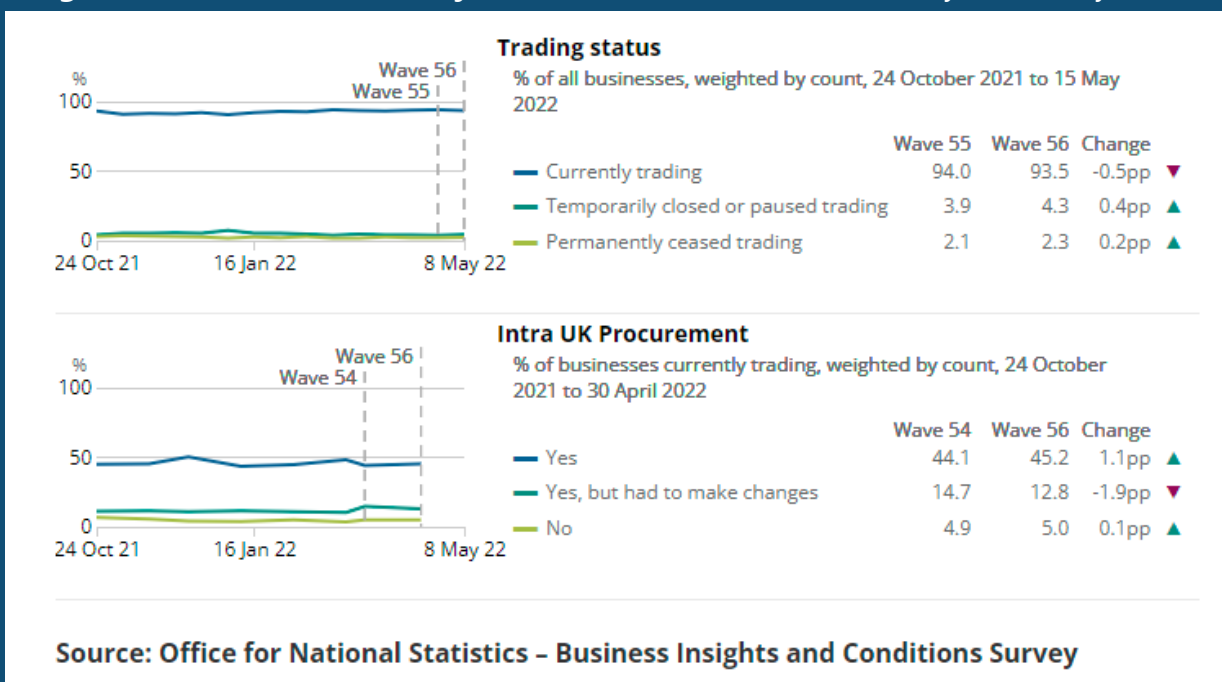 Trading status
% of all businesses, weighted by count, 24 October 2021 to 15 May
2022
%
Wave 56
Wave 55
100
50
0
24 Oct 21 16 Jan 22 8 May 22
Wave 55 Wave 56 Change
Currently trading 94.0 93.5 -0.5pp ▼
Temporarily closed or paused trading 3.9 4.3 0.4pp ▲
Permanently ceased trading 2.1 2.3 0.2pp ▲
Intra UK Procurement
% of businesses currently trading, weighted by count, 24 October
2021 to 30 April 2022
%
Wave 56
Wave 54
100
50
0
24 Oct 21 16 Jan 22 8 May 22
Wave 54 Wave 56 Change
Yes 44.1 45.2 1.1pp ▲
Yes, but had to make changes 14.7 12.8 -1.9pp ▼
No 4.9 5.0 0.1pp ▲
Source: Office for National Statistics – Business Insights and Conditions Survey